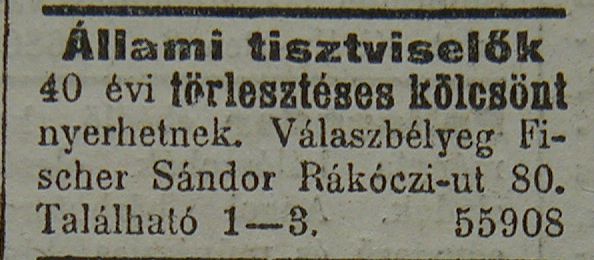 Állami tisztviselők
40 évi törlesztéses kölcsönt
nyerhetnek. Válaszbélyeg Fi-
scher Sándor Rákóczi-ut 80.
Található 1—3. 55908